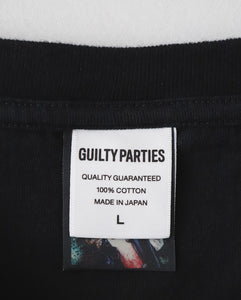 GUILTY PARTIES
QUALITY GUARANTEED
100% COTTON
MADE IN JAPAN
L